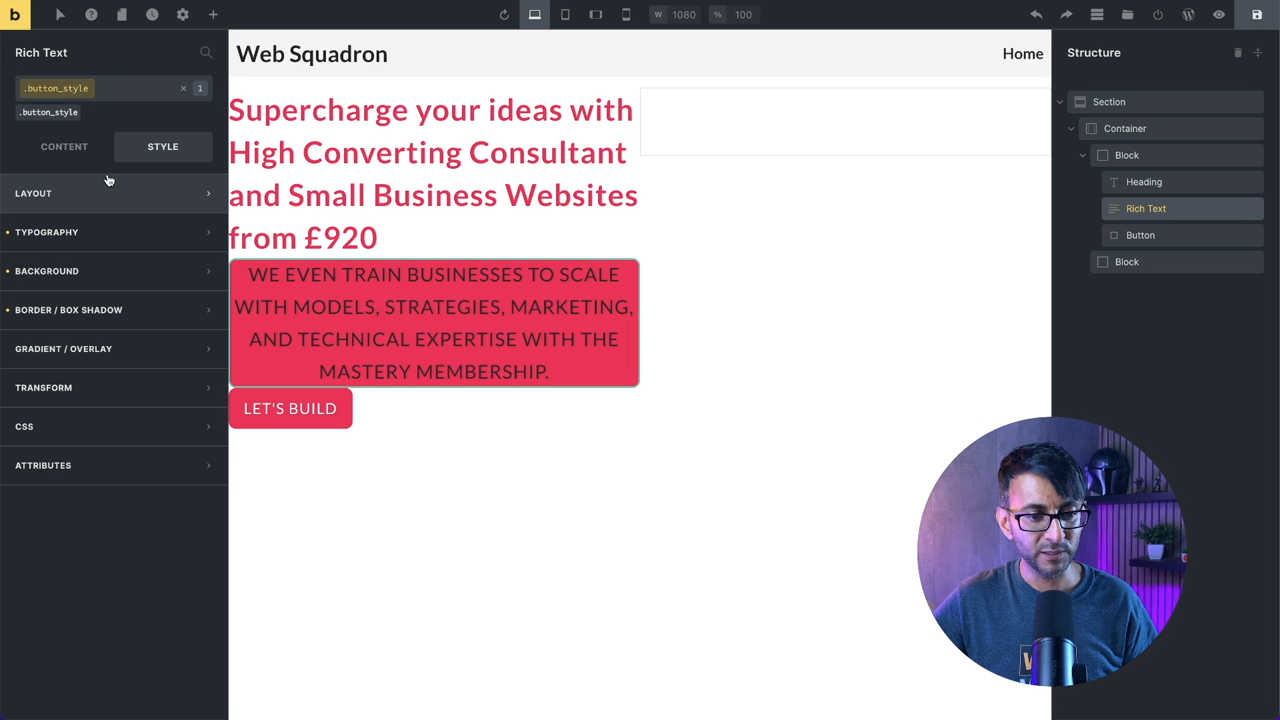 b
W 1080
% 100
Rich Text
.button_style × 1
.button_style
CONTENT
STYLE
LAYOUT
TYPOGRAPHY
BACKGROUND
BORDER / BOX SHADOW
GRADIENT / OVERLAY
TRANSFORM
CSS
ATTRIBUTES
Web Squadron
Home
Supercharge your ideas with
High Converting Consultant
and Small Business Websites
from £920
WE EVEN TRAIN BUSINESSES TO SCALE
WITH MODELS, STRATEGIES, MARKETING,
AND TECHNICAL EXPERTISE WITH THE
MASTERY MEMBERSHIP.
LET'S BUILD
Structure
Section
Container
Block
Heading
Rich Text
Button
Block